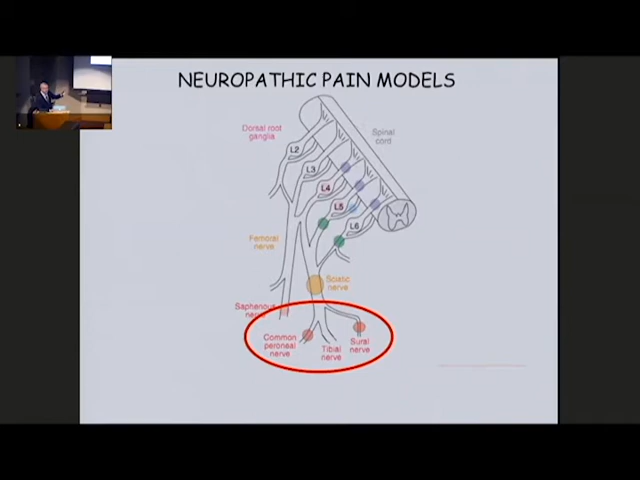 NEUROPATHIC PAIN MODELS
Dorsal root
ganglia
Spinal
cord
L2
L3
L4
L5
L6
Femoral
nerve
Sciatic
nerve
Saphenous
nerve
Common
peroneal
nerve
Tibial
nerve
Sural
nerve